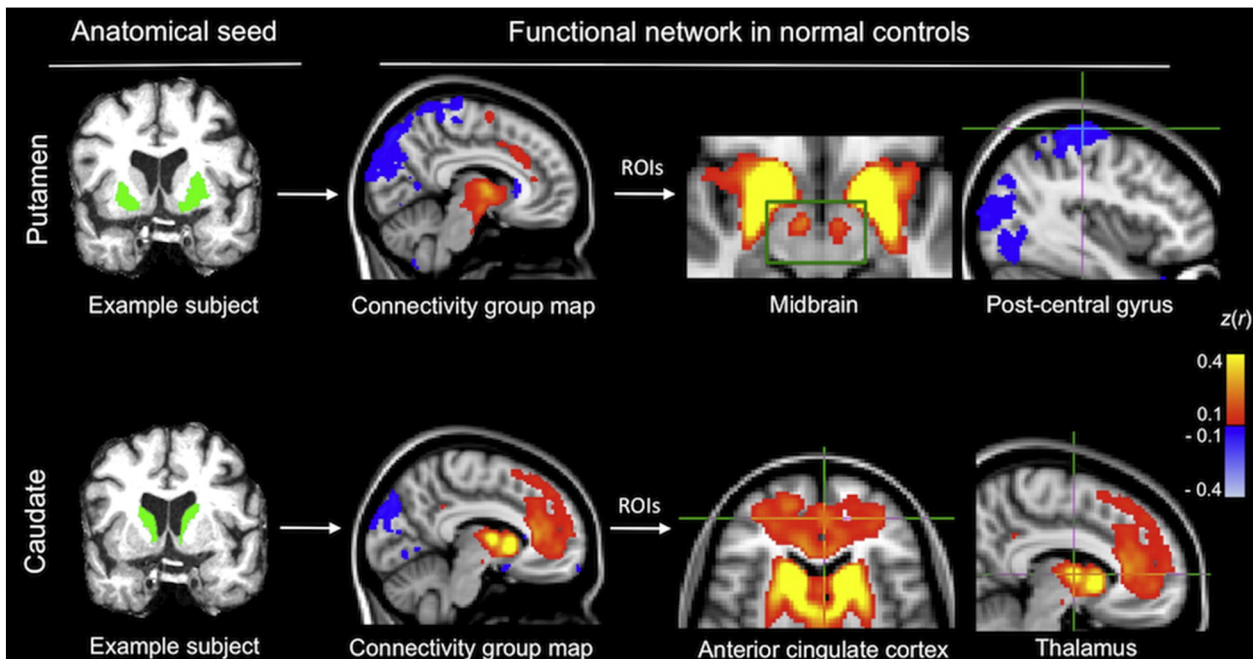 Anatomical seed
Functional network in normal controls
Putamen
ROIs
Example subject
Connectivity group map
Midbrain
Post-central gyrus
z(r)
0.4
0.1
- 0.1
- 0.4
Caudate
ROIs
Example subject
Connectivity group map
Anterior cingulate cortex
Thalamus